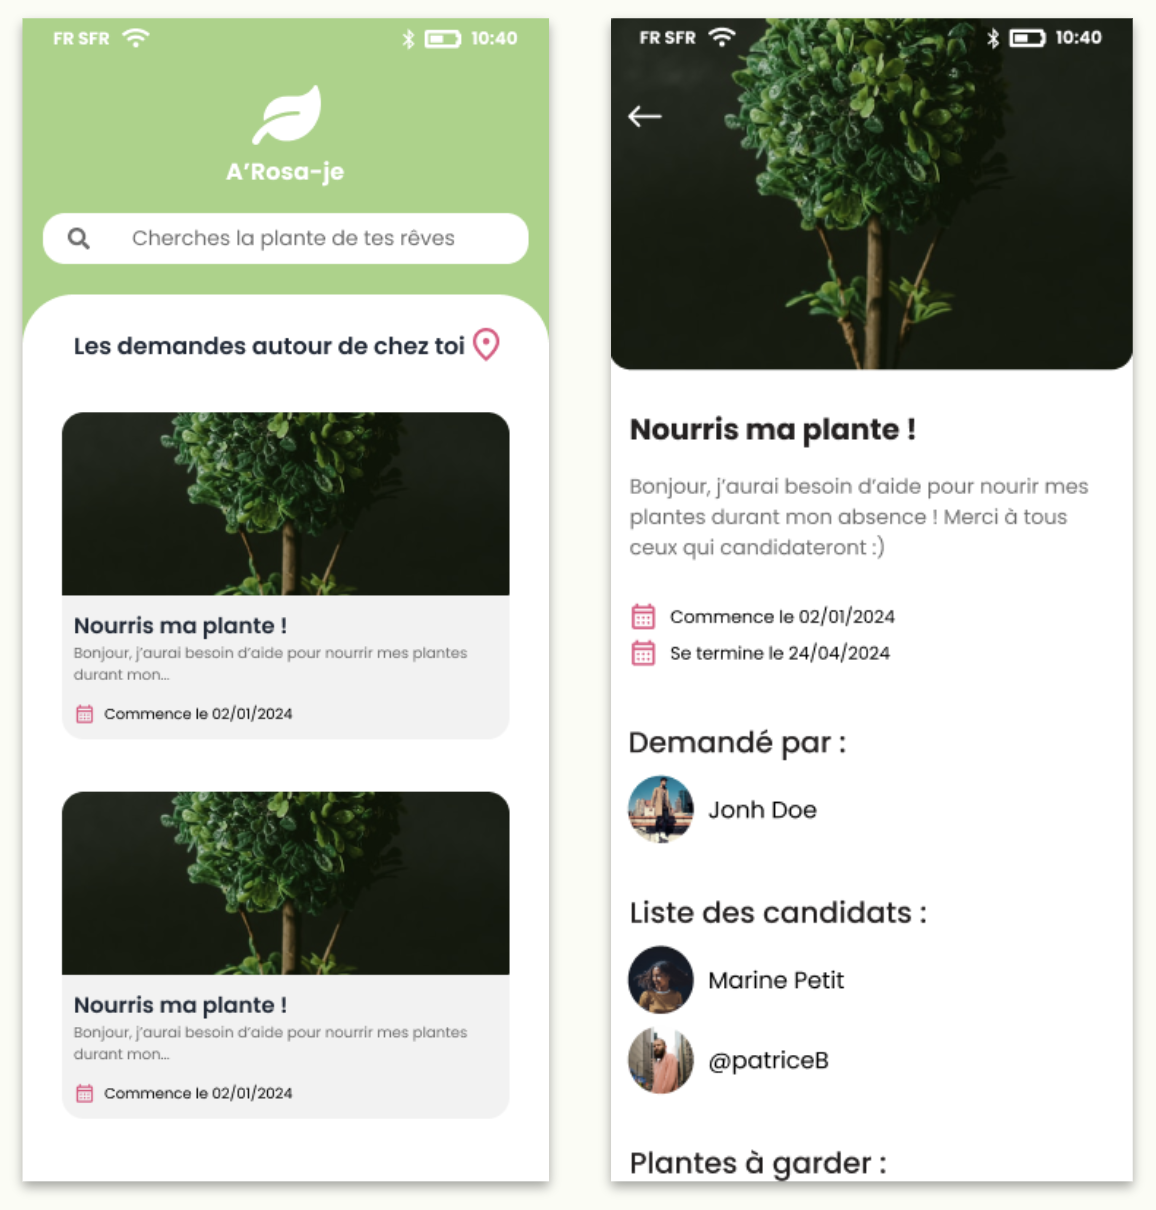 FR SFR 10:40
A'Rosa-je
Cherches la plante de tes rêves
Les demandes autour de chez toi
Nourris ma plante !
Bonjour, j'aurai besoin d'aide pour nourrir mes plantes
durant mon...
Commence le 02/01/2024
Nourris ma plante !
Bonjour, j'aurai besoin d'aide pour nourrir mes plantes
durant mon...
Commence le 02/01/2024
FR SFR 10:40
Nourris ma plante !
Bonjour, j'aurai besoin d'aide pour nourir mes
plantes durant mon absence ! Merci à tous
ceux qui candidateront :)
Commence le 02/01/2024
Se termine le 24/04/2024
Demandé par :
Jonh Doe
Liste des candidats :
Marine Petit
@patriceB
Plantes à garder :